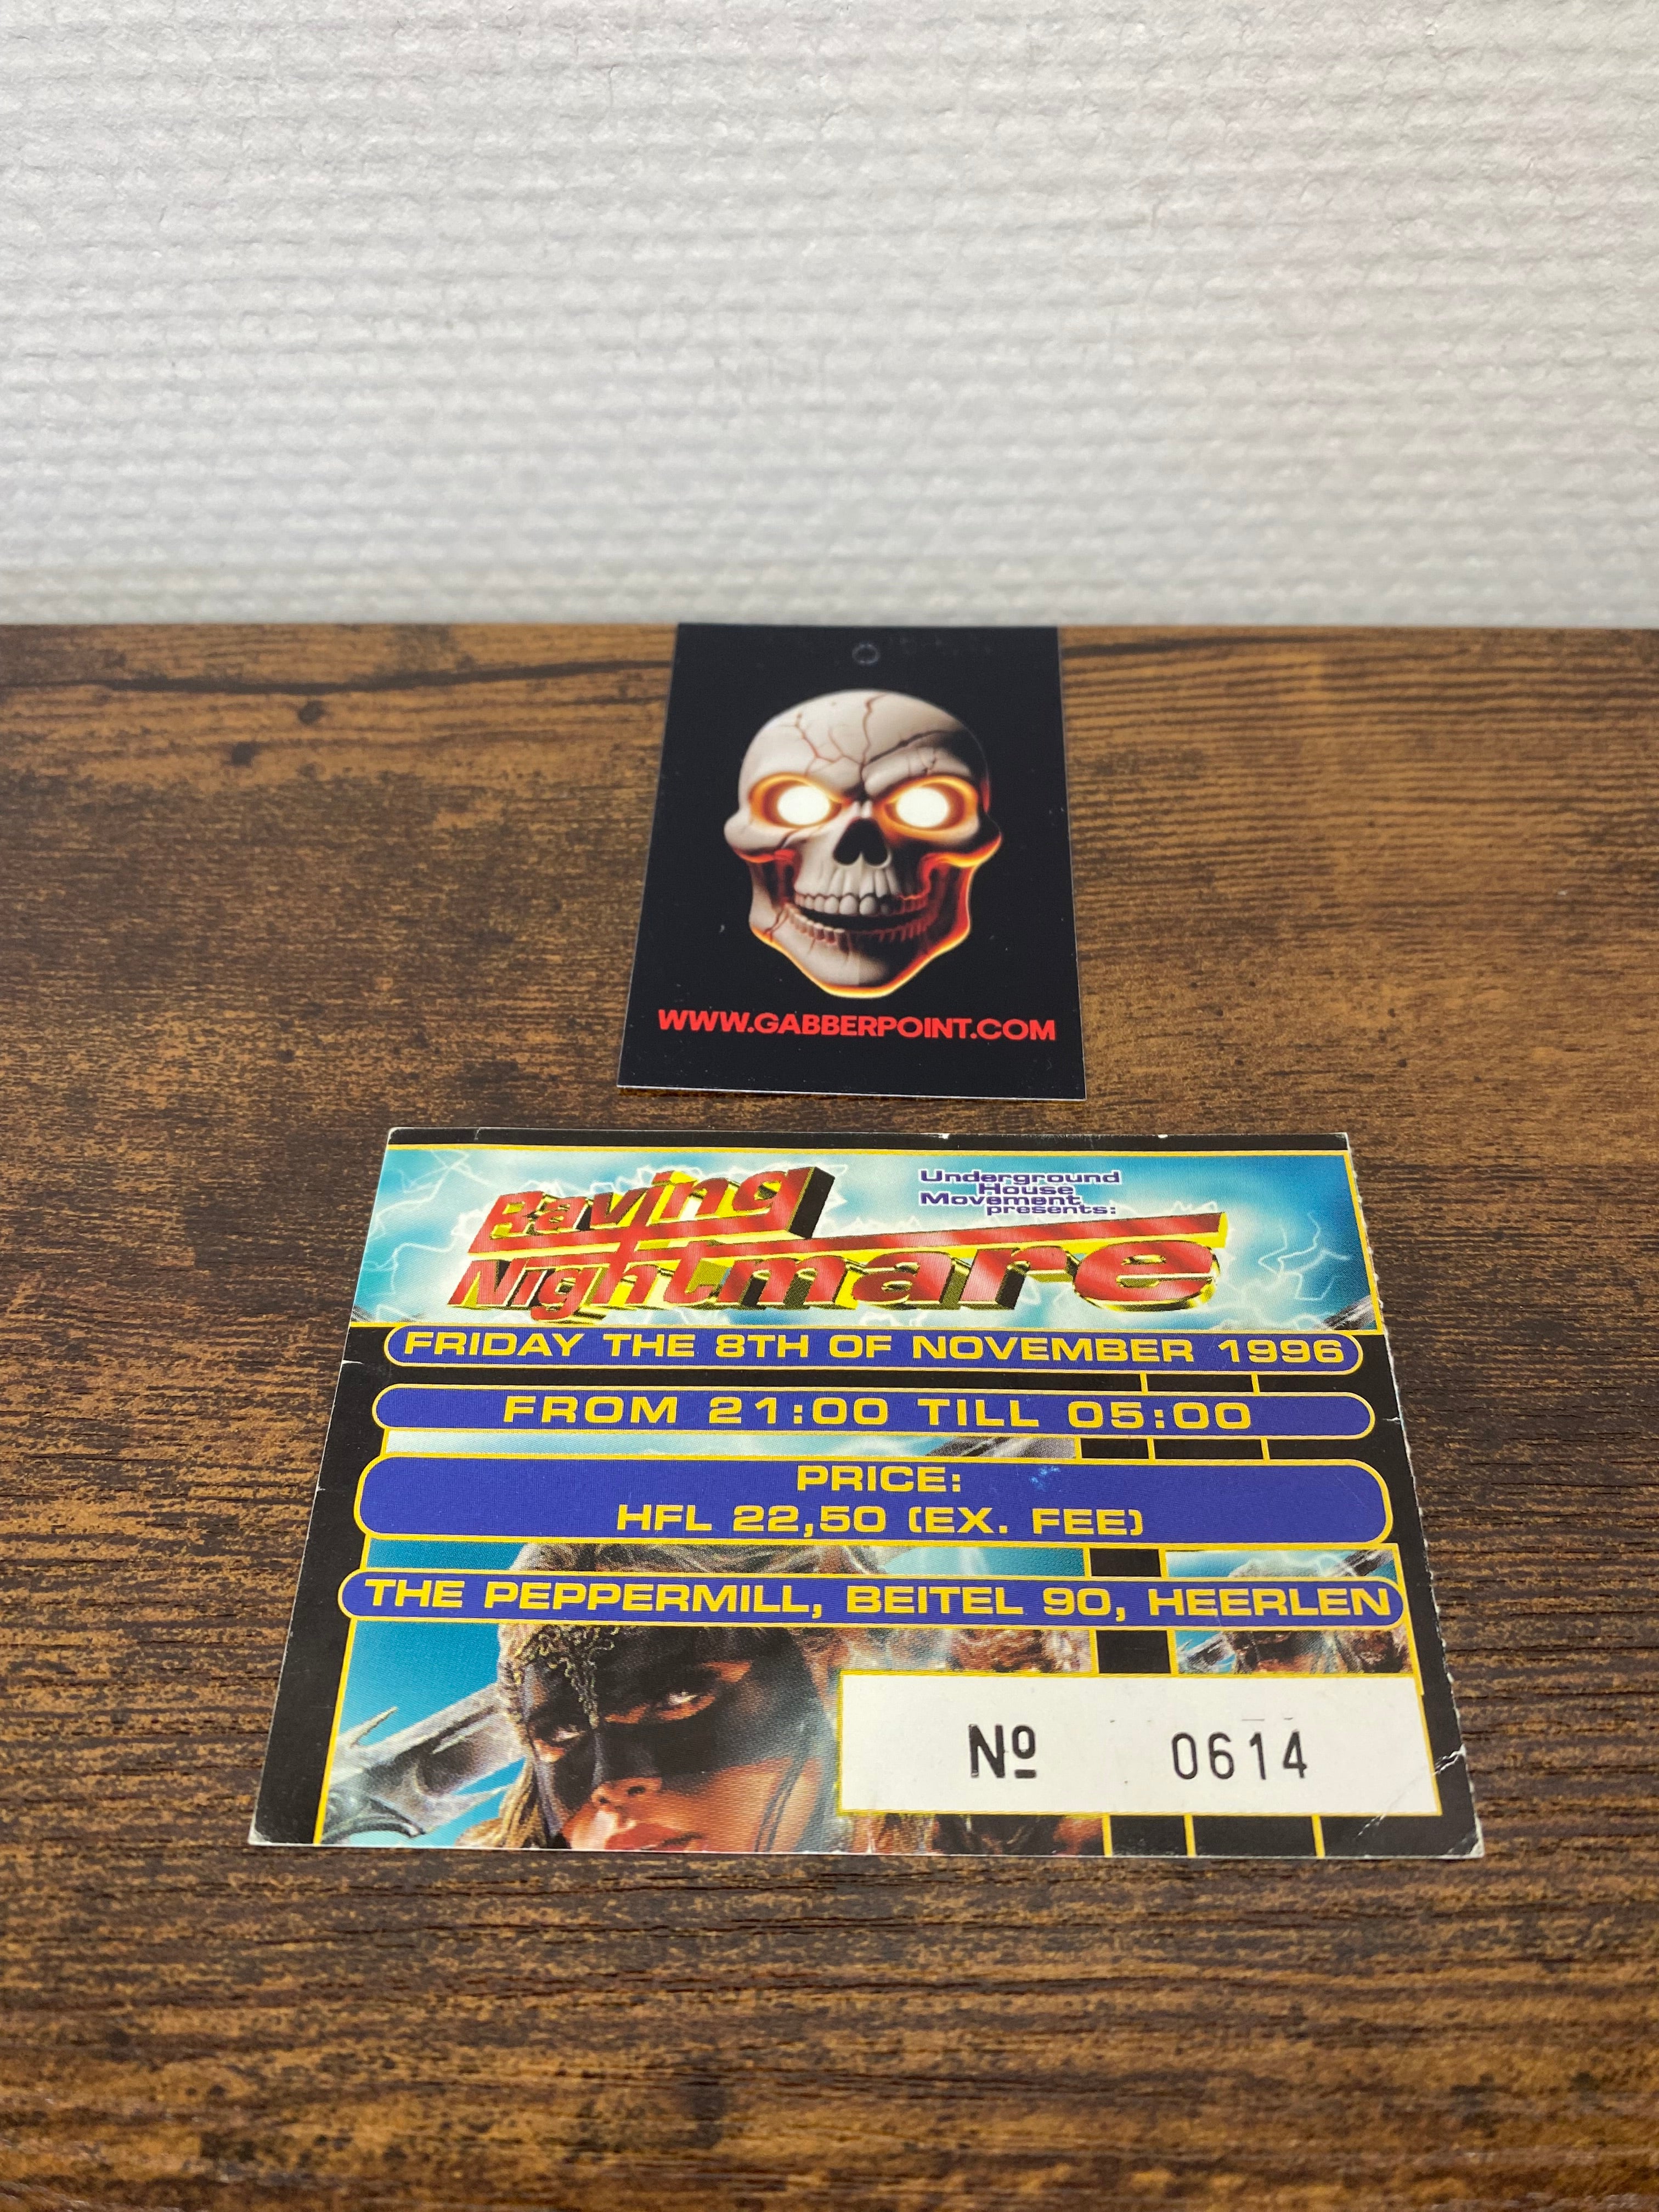 WWW.GABBERPOINT.COM
Underground
House
Movement
presents:
Raving
Nightmare
FRIDAY THE 8TH OF NOVEMBER 1996
FROM 21:00 TILL 05:00
PRICE:
HFL 22,50 (EX. FEE)
THE PEPPERMILL, BEITEL 90, HEERLEN
Nº 0614